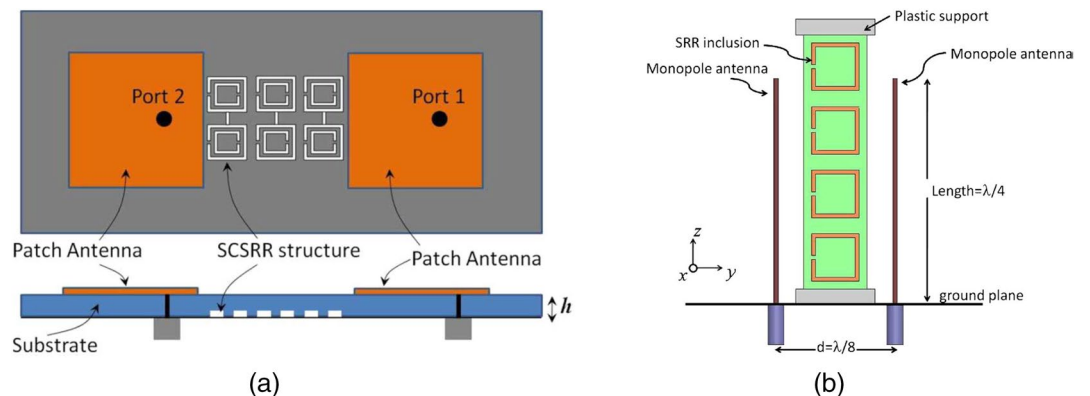 Port 2
Port 1
Patch Antenna
SCSRR structure
Patch Antenna
h
Substrate
(a)
Plastic support
SRR inclusion
Monopole antenna
Monopole antenna
Length=λ/4
z
x
y
ground plane
d=λ/8
(b)